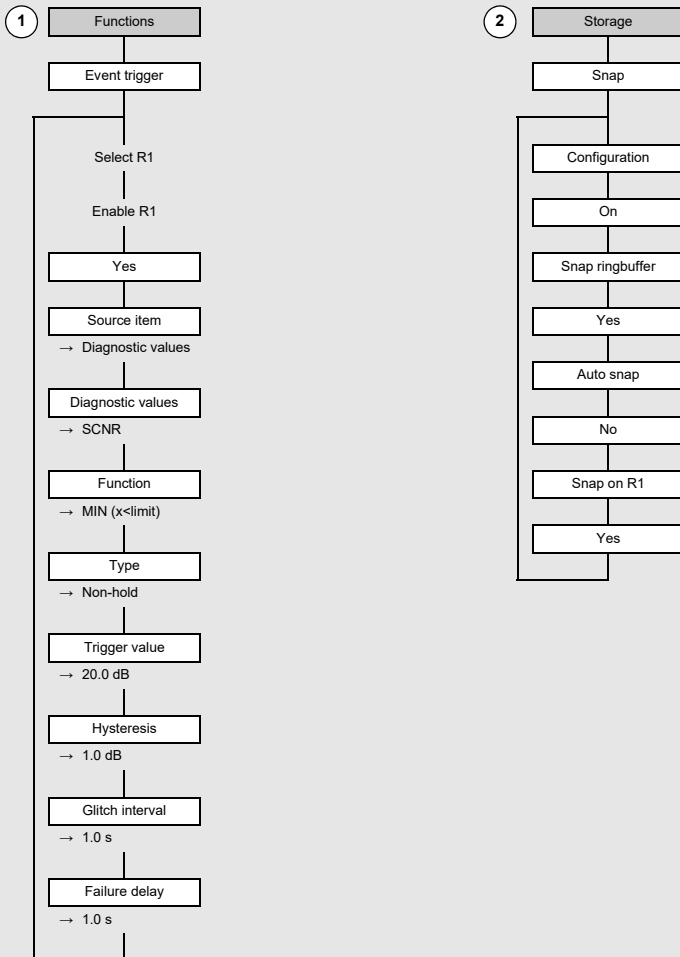 1
Functions
Event trigger
Select R1
Enable R1
Yes
Source item
→ Diagnostic values
Diagnostic values
→ SCNR
Function
→ MIN (x<limit)
Type
→ Non-hold
Trigger value
→ 20.0 dB
Hysteresis
→ 1.0 dB
Glitch interval
→ 1.0 s
Failure delay
→ 1.0 s
2
Storage
Snap
Configuration
On
Snap ringbuffer
Yes
Auto snap
No
Snap on R1
Yes